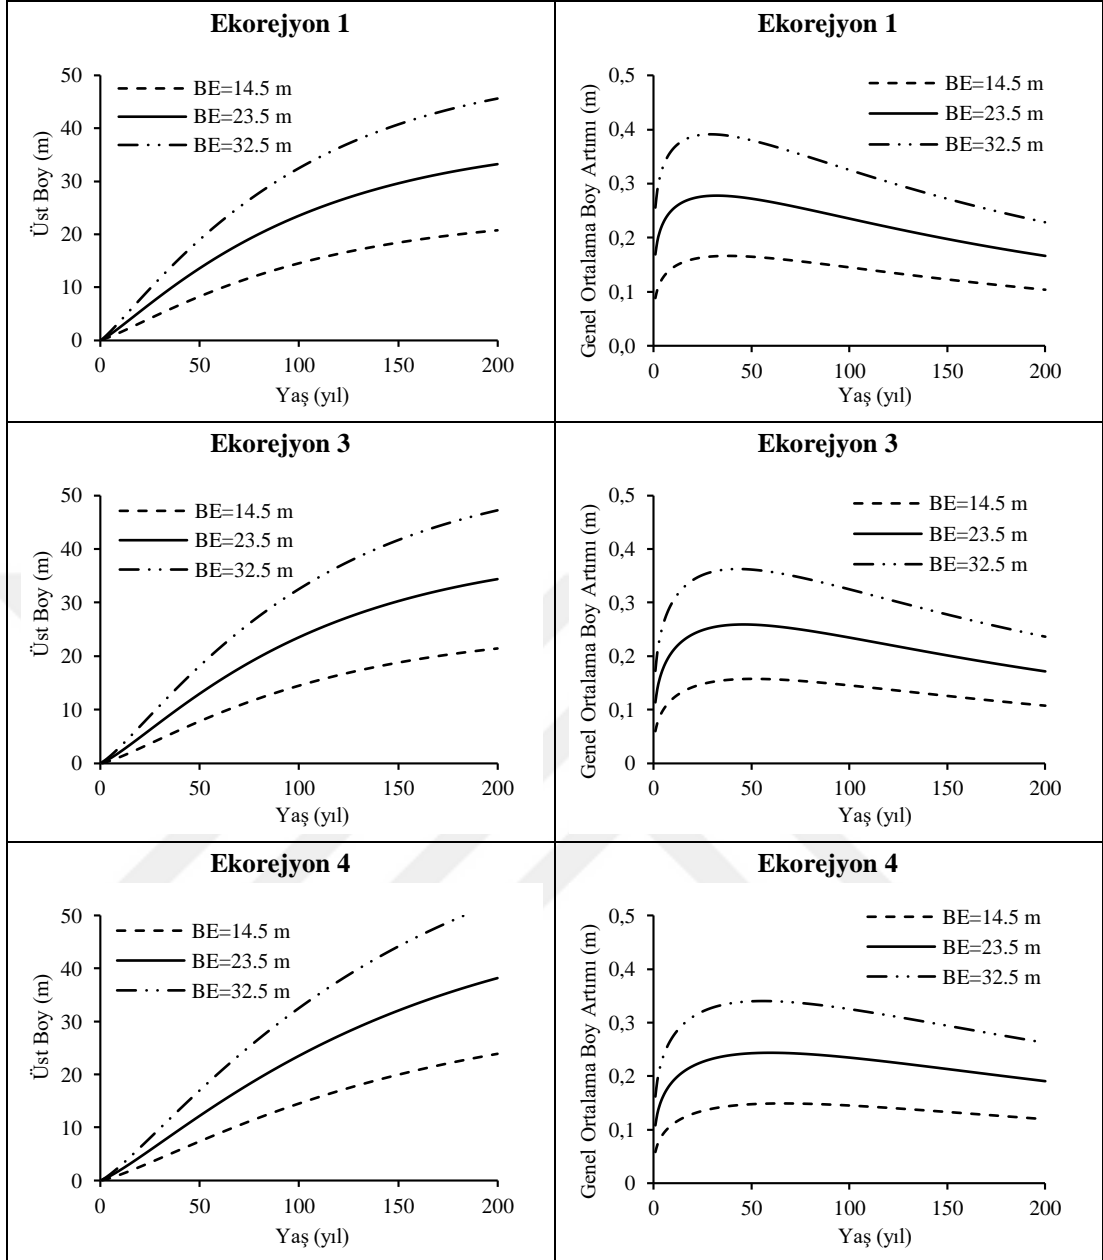 Ekorejyon 1
Üst Boy (m)
50
40
30
20
10
0
BE=14.5 m
BE=23.5 m
BE=32.5 m
0 50 100 150 200
Yaş (yıl)
Ekorejyon 1
Genel Ortalama Boy Artımı (m)
0,5
0,4
0,3
0,2
0,1
0,0
BE=14.5 m
BE=23.5 m
BE=32.5 m
0 50 100 150 200
Yaş (yıl)
Ekorejyon 3
Üst Boy (m)
50
40
30
20
10
0
BE=14.5 m
BE=23.5 m
BE=32.5 m
0 50 100 150 200
Yaş (yıl)
Ekorejyon 3
Genel Ortalama Boy Artımı (m)
0,5
0,4
0,3
0,2
0,1
0
BE=14.5 m
BE=23.5 m
BE=32.5 m
0 50 100 150 200
Yaş (yıl)
Ekorejyon 4
Üst Boy (m)
50
40
30
20
10
0
BE=14.5 m
BE=23.5 m
BE=32.5 m
0 50 100 150 200
Yaş (yıl)
Ekorejyon 4
Genel Ortalama Boy Artımı (m)
0,5
0,4
0,3
0,2
0,1
0
BE=14.5 m
BE=23.5 m
BE=32.5 m
0 50 100 150 200
Yaş (yıl)